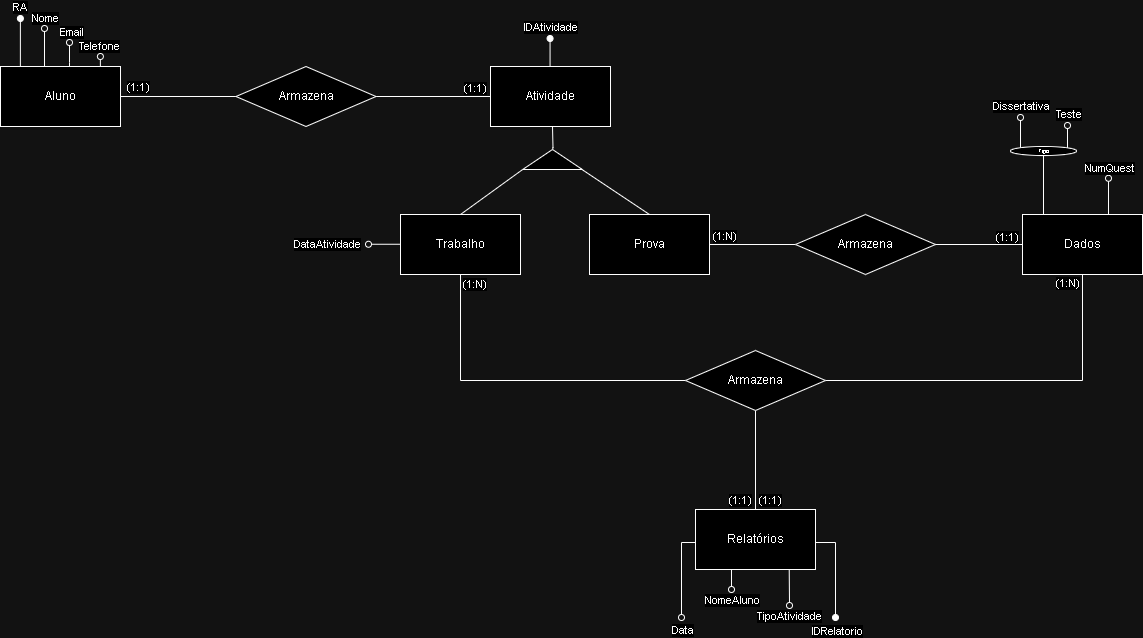 RA
Nome
Email
Telefone
IDAtividade
Aluno
(1:1)
Armazena
(1:1)
Atividade
Dissertativa
Teste
Tipo
NumQuest
DataAtividade
Trabalho
(1:N)
Prova
(1:N)
Armazena
(1:1)
Dados
(1:N)
Armazena
(1:1)
(1:1)
Relatórios
NomeAluno
TipoAtividade
Data
IDRelatorio